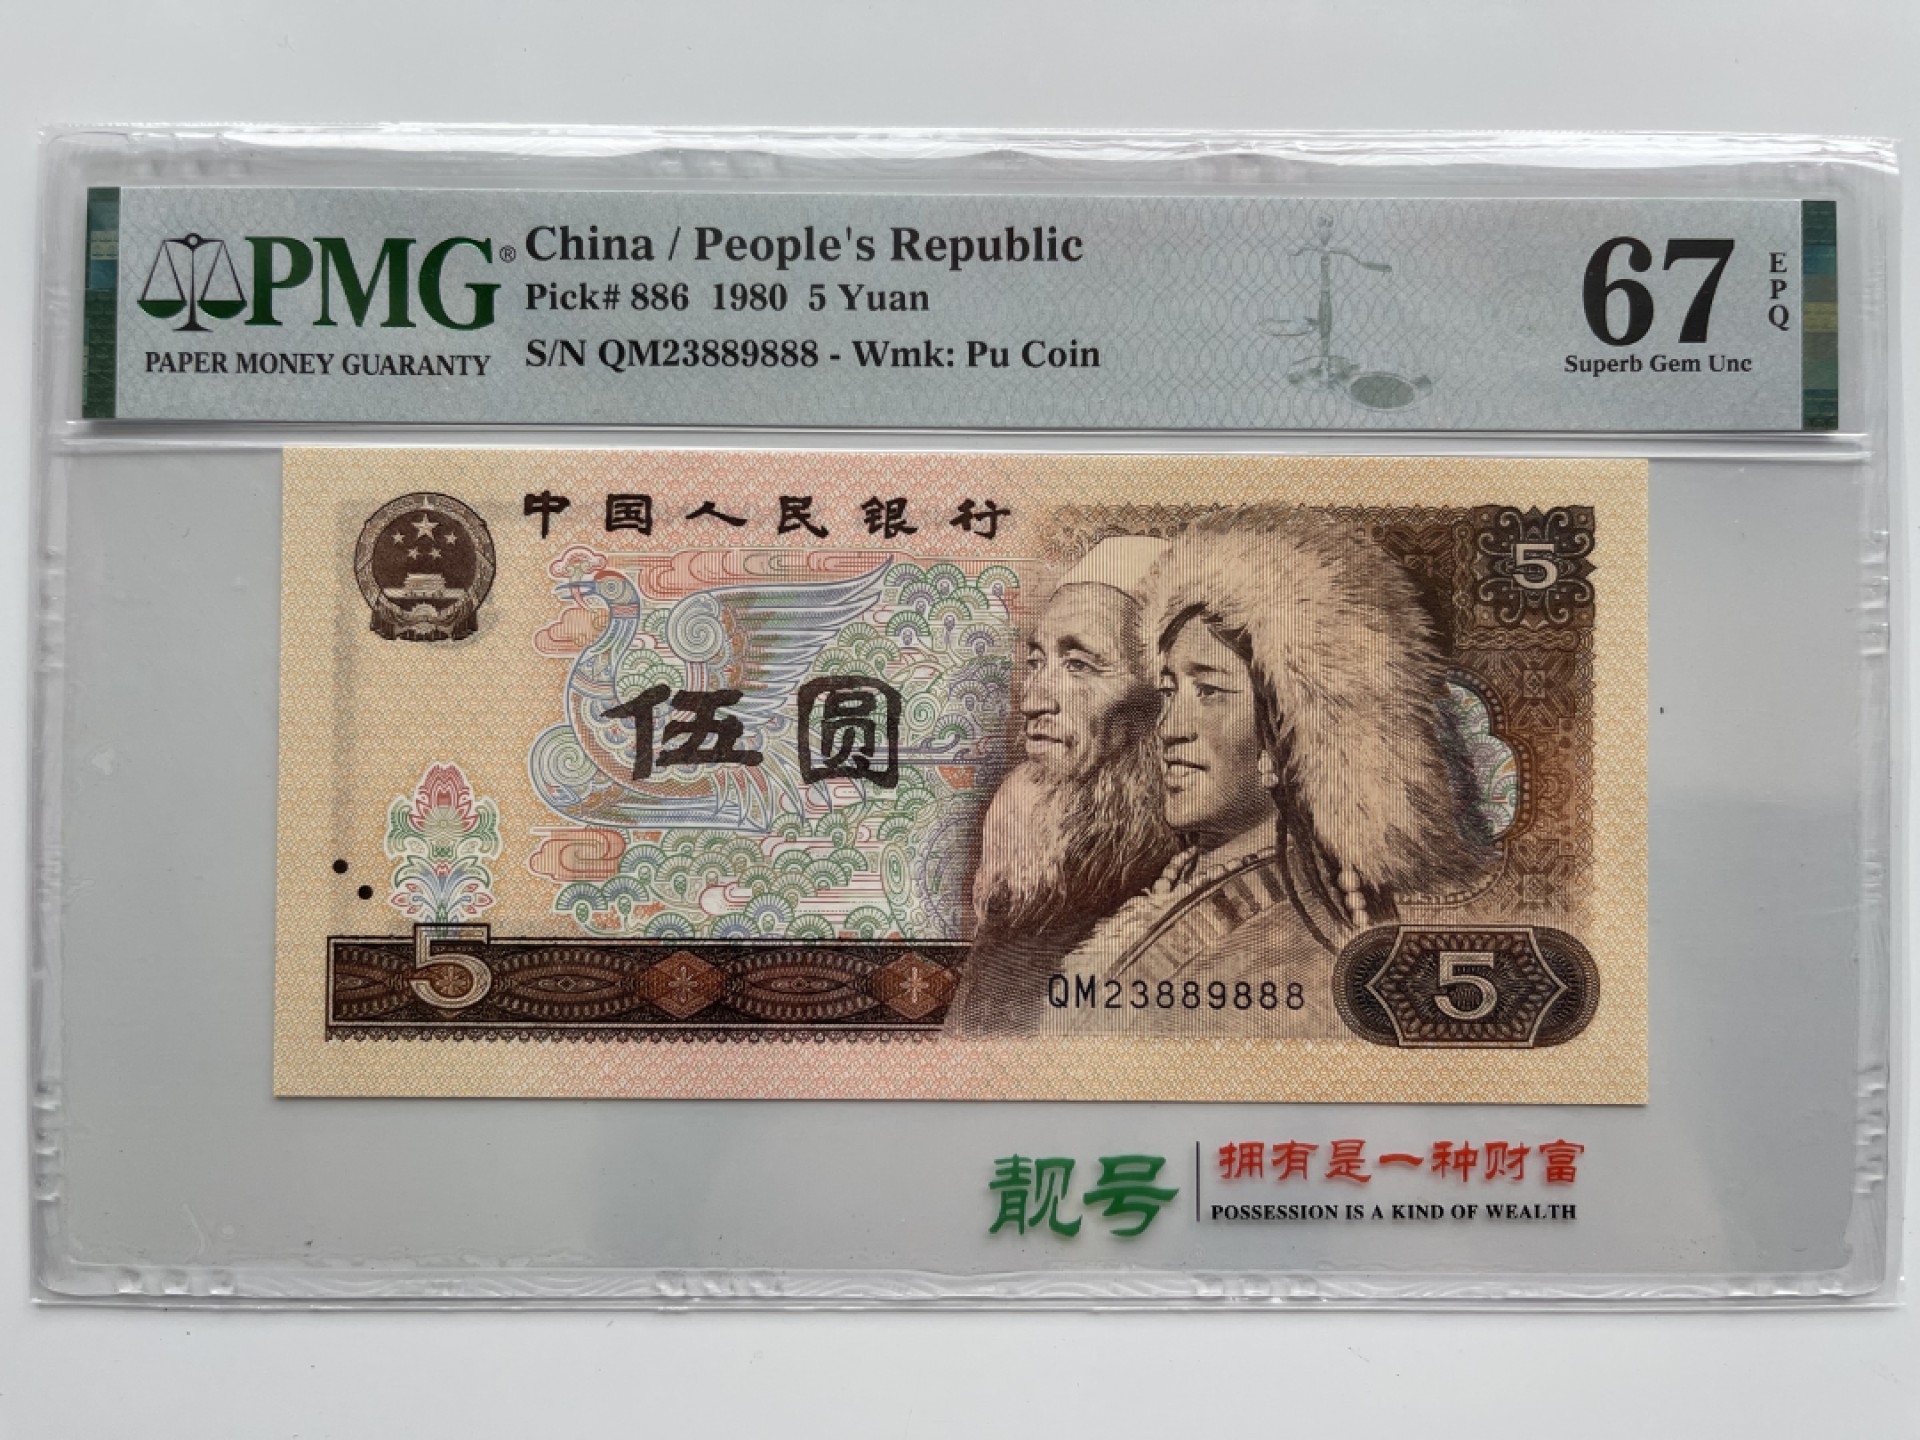 PMG®
PAPER MONEY GUARANTY
China / People's Republic
Pick# 886 1980 5 Yuan
S/N QM23889888 - Wmk: Pu Coin
67
EPQ
Superb Gem Unc
中国人民银行
5
伍圆
5
QM23889888
5
靓号
拥有是一种财富
POSSESSION IS A KIND OF WEALTH